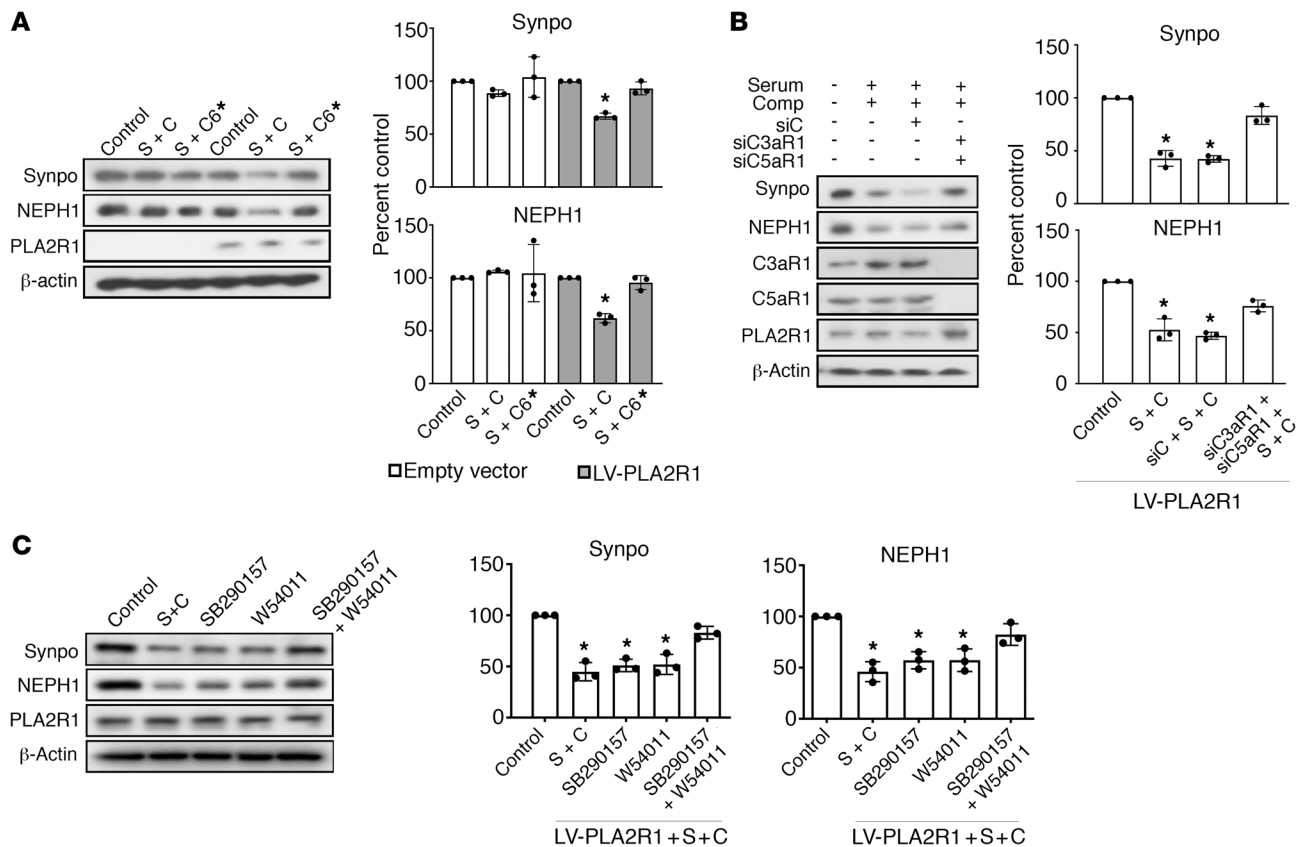 A
Control
S + C
S + C6*
Control
S + C
S + C6*
Synpo
NEPH1
PLA2R1
β-actin
Percent control
Synpo
150
100
50
0
*
NEPH1
150
100
50
0
*
Control
S + C
S + C6*
Control
S + C
S + C6*
Empty vector
LV-PLA2R1
B
Serum - + + +
Comp - + + +
siC - - + -
siC3aR1 - - - +
siC5aR1 - - - +
Synpo
NEPH1
C3aR1
C5aR1
PLA2R1
β-Actin
Percent control
Synpo
150
100
50
0
* *
NEPH1
150
100
50
0
* *
Control
S + C
siC + S + C
siC3aR1 +
siC5aR1 +
S + C
LV-PLA2R1
C
Control
S+C
SB290157
W54011
SB290157
+ W54011
Synpo
NEPH1
PLA2R1
β-Actin
Synpo
150
100
50
0
* * *
Control
S + C
SB290157
W54011
SB290157
+ W54011
LV-PLA2R1+S+C
NEPH1
150
100
50
0
* * *
Control
S + C
SB290157
W54011
SB290157
+ W54011
LV-PLA2R1+S+C